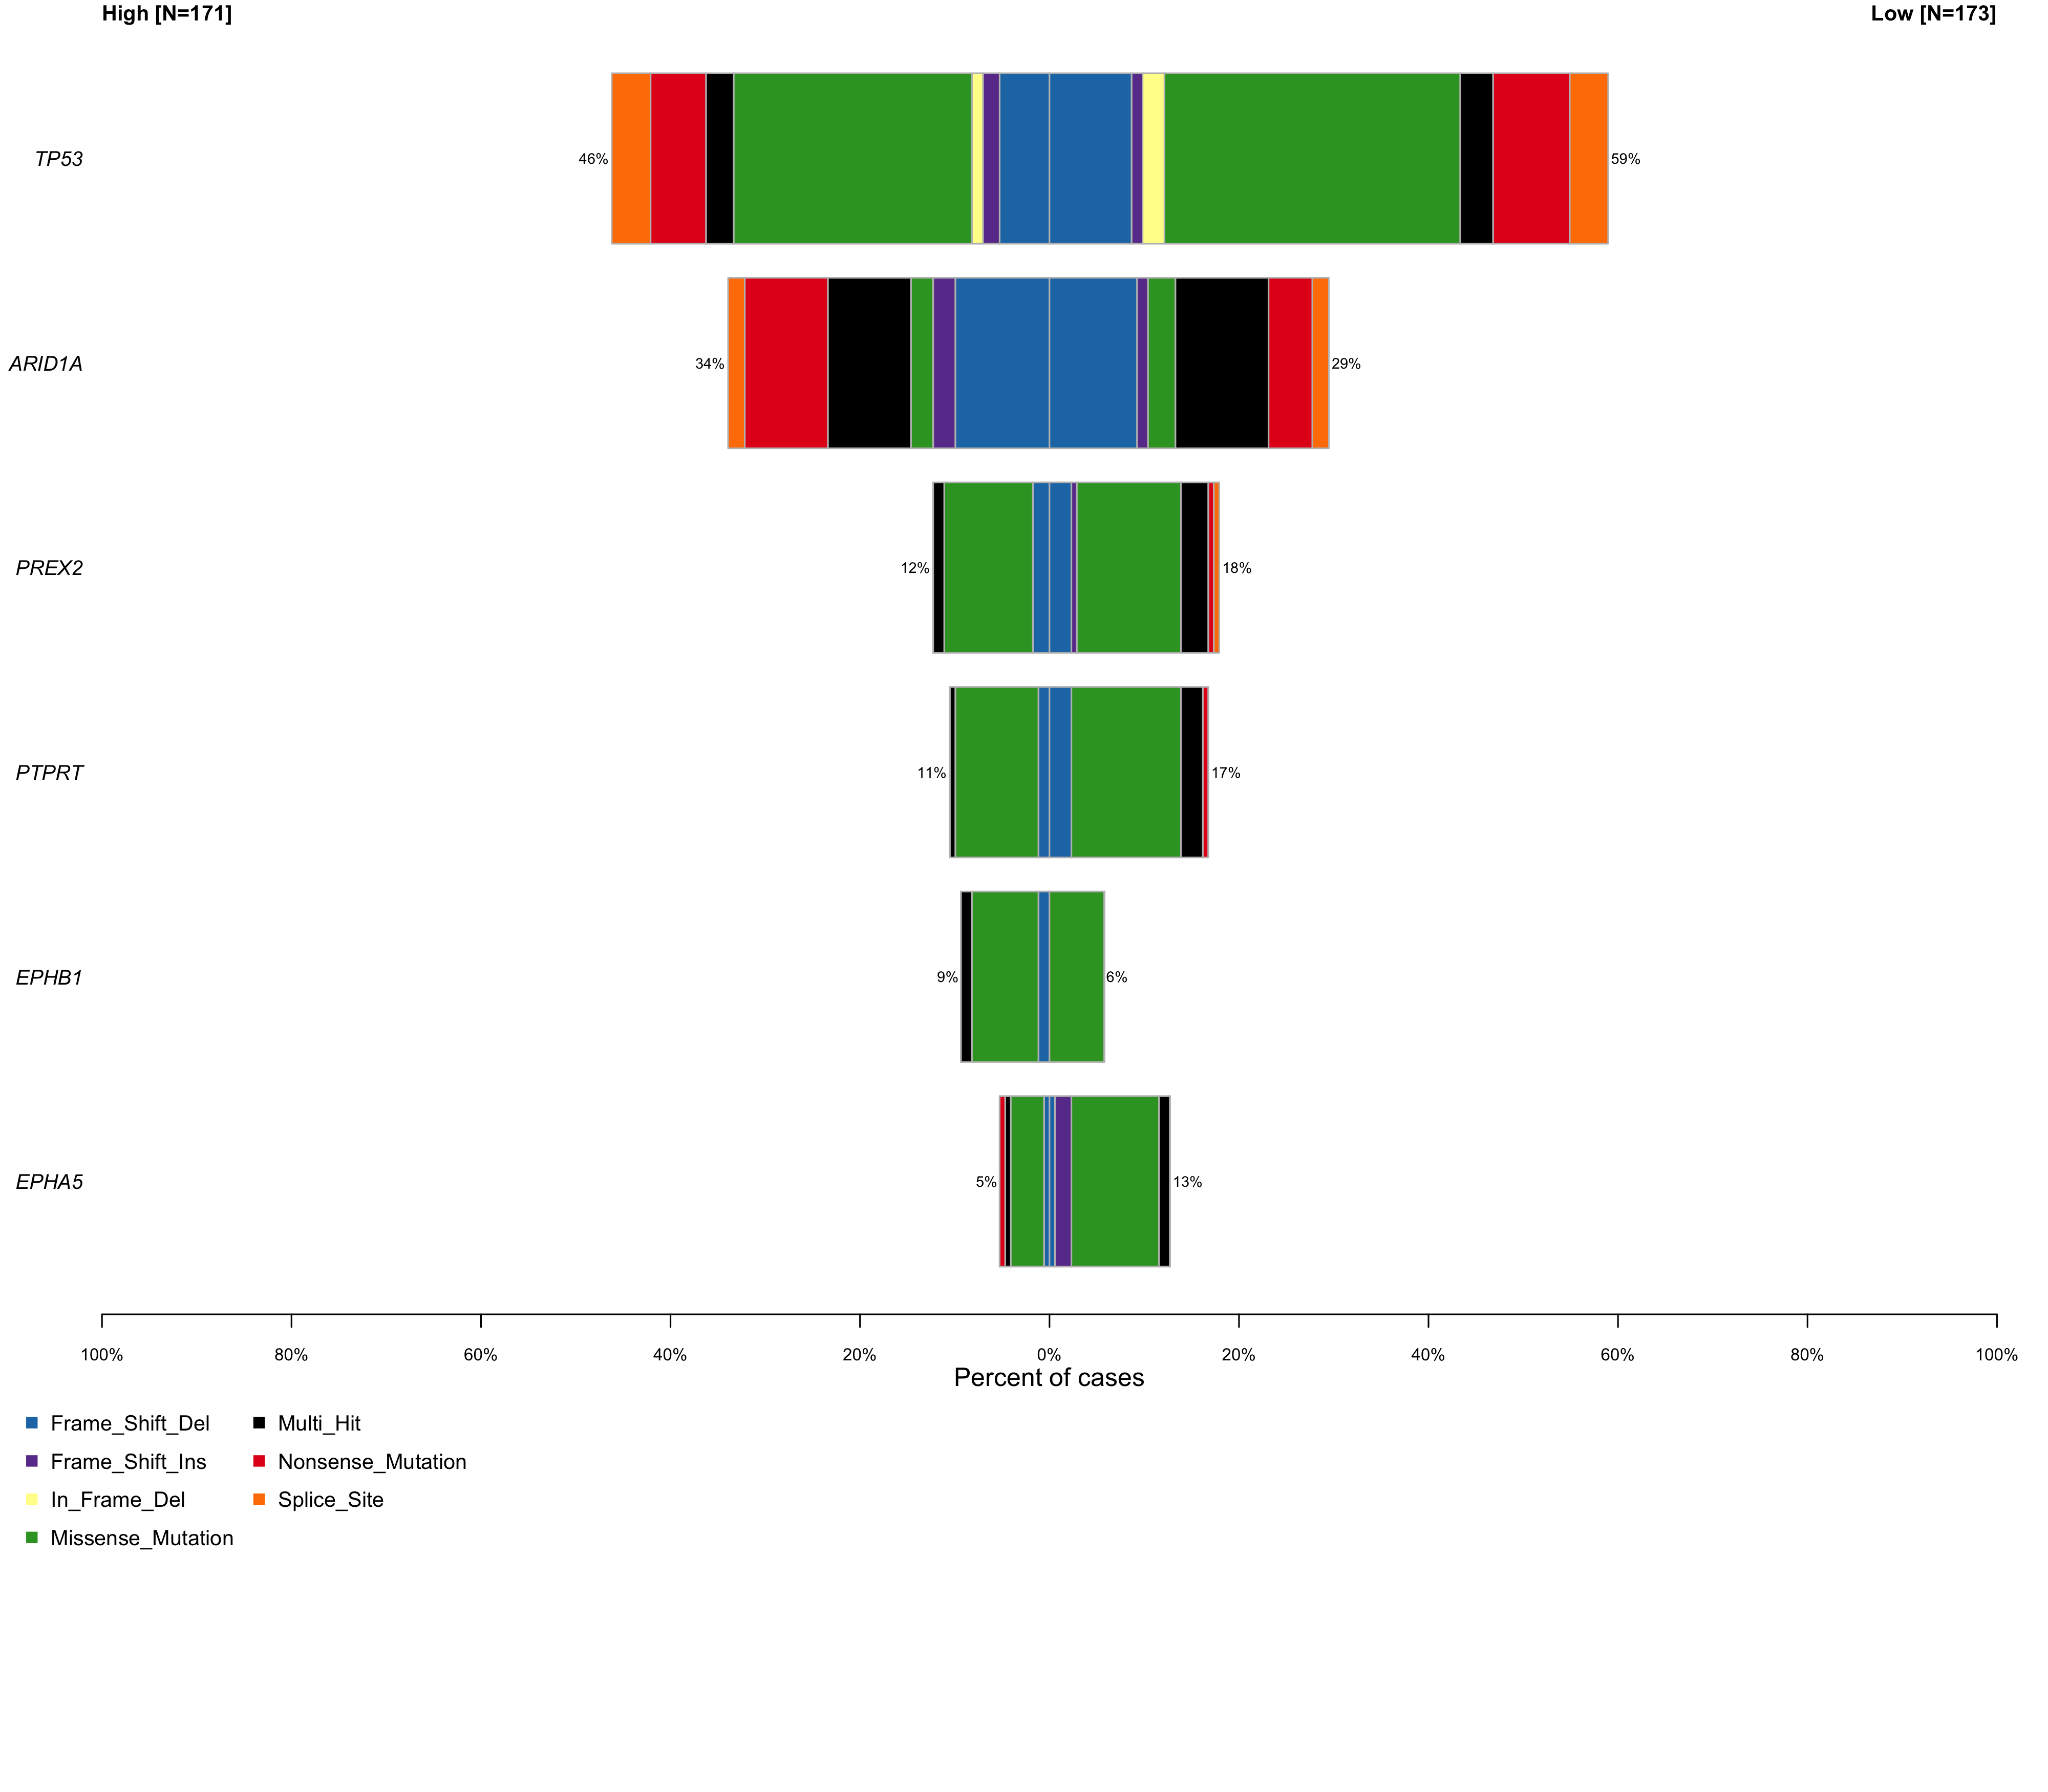 High [N=171] Low [N=173]
TP53 46% 59%
ARID1A 34% 29%
PREX2 12% 18%
PTPRT 11% 17%
EPHB1 9% 6%
EPHA5 5% 13%
100% 80% 60% 40% 20% 0% 20% 40% 60% 80% 100%
Percent of cases
Frame_Shift_Del Multi_Hit
Frame_Shift_Ins Nonsense_Mutation
In_Frame_Del Splice_Site
Missense_Mutation